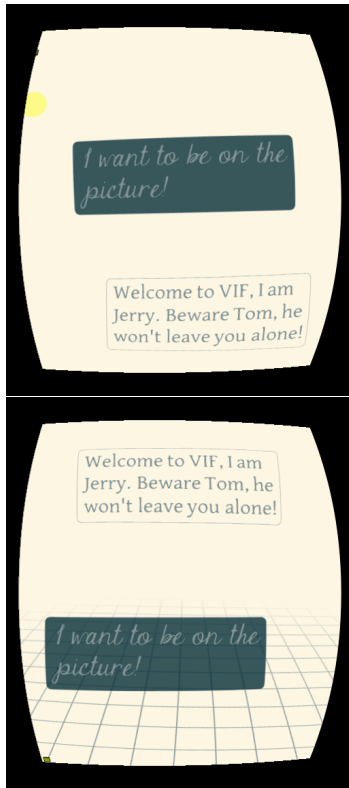 I want to be on the
picture!
Welcome to VIF, I am
Jerry. Beware Tom, he
won't leave you alone!
Welcome to VIF, I am
Jerry. Beware Tom, he
won't leave you alone!
I want to be on the
picture!